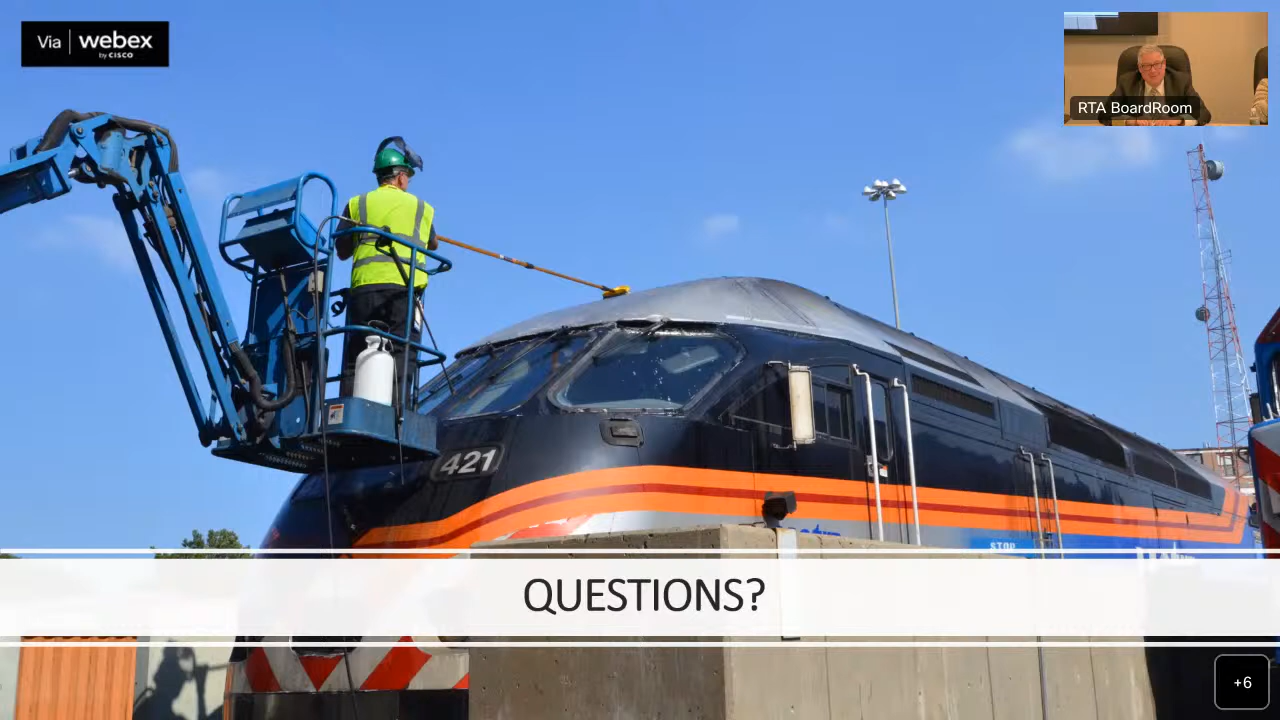 Via
webex
by CISCO
RTA BoardRoom
421
STOP
QUESTIONS?
+6